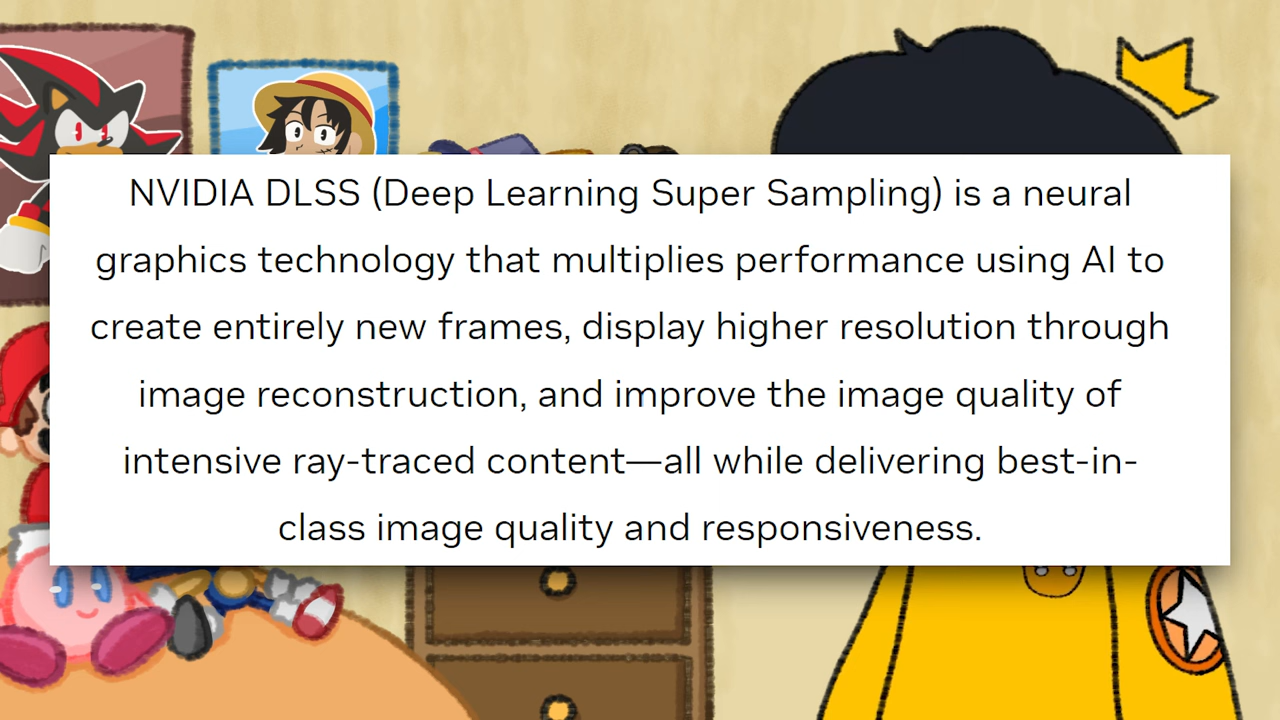 NVIDIA DLSS (Deep Learning Super Sampling) is a neural
graphics technology that multiplies performance using AI to
create entirely new frames, display higher resolution through
image reconstruction, and improve the image quality of
intensive ray-traced content—all while delivering best-in-
class image quality and responsiveness.